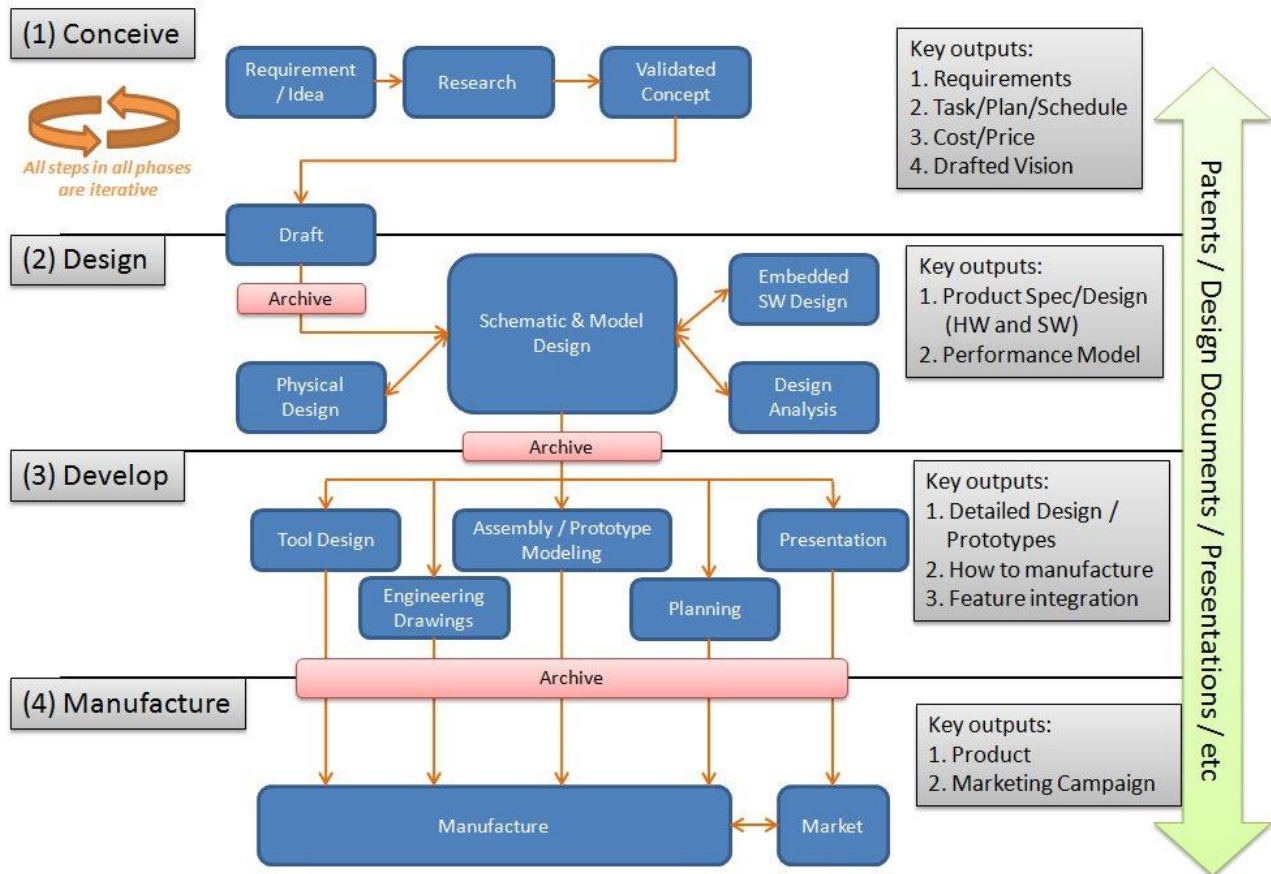 (1) Conceive
All steps in all phases
are iterative
Requirement
/ Idea
Research
Validated
Concept
Key outputs:
1. Requirements
2. Task/Plan/Schedule
3. Cost/Price
4. Drafted Vision
Draft
(2) Design
Archive
Schematic & Model
Design
Embedded
SW Design
Physical
Design
Design
Analysis
Key outputs:
1. Product Spec/Design
(HW and SW)
2. Performance Model
Archive
(3) Develop
Tool Design
Assembly / Prototype
Modeling
Presentation
Engineering
Drawings
Planning
Key outputs:
1. Detailed Design /
Prototypes
2. How to manufacture
3. Feature integration
Archive
(4) Manufacture
Manufacture
Market
Key outputs:
1. Product
2. Marketing Campaign
Patents / Design Documents / Presentations / etc